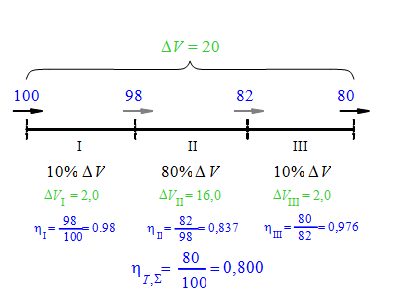 ΔV = 20
100 98 82 80
I II III
10% ΔV 80% ΔV 10% ΔV
ΔV_I = 2,0 ΔV_II = 16,0 ΔV_III = 2,0
η_I = 98/100 = 0.98 η_II = 82/98 = 0,837 η_III = 80/82 = 0,976
η_T,Σ = 80/100 = 0,800